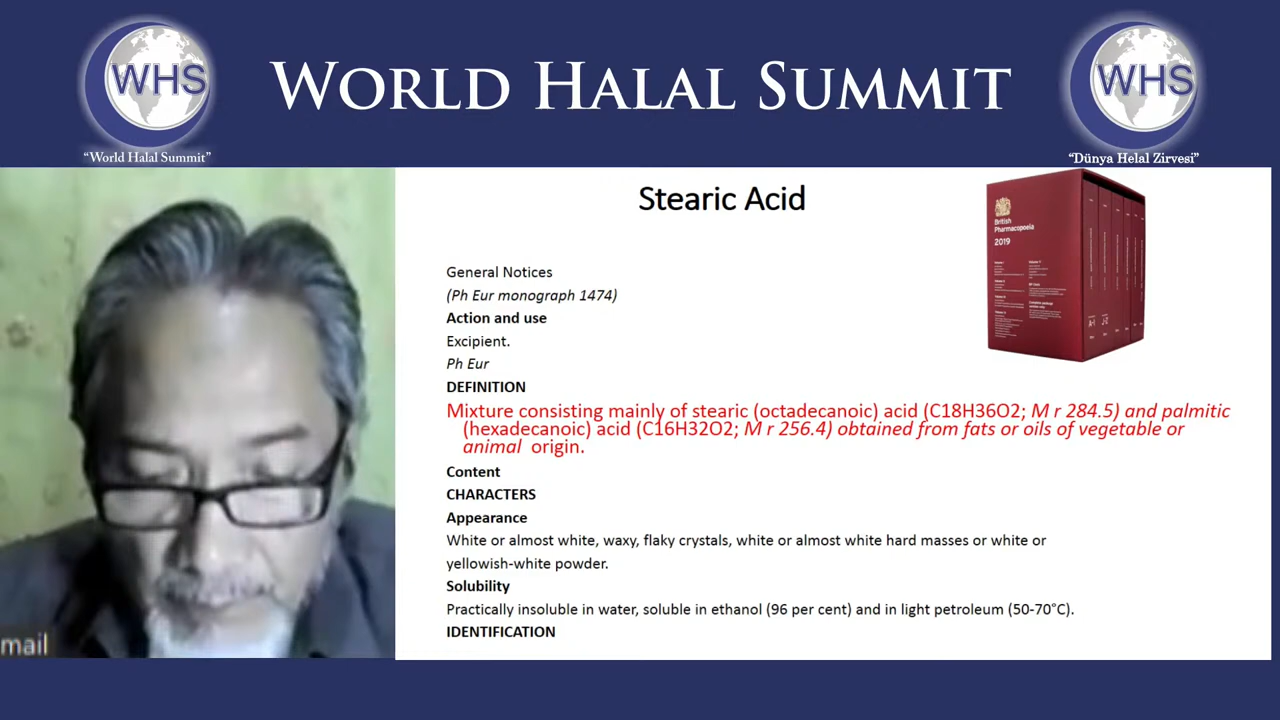 WHS
WORLD HALAL SUMMIT
WHS
“World Halal Summit”
“Dünya Helal Zirvesi”
Stearic Acid
British
Pharmacopoeia
2019
General Notices
(Ph Eur monograph 1474)
Action and use
Excipient.
Ph Eur
DEFINITION
Mixture consisting mainly of stearic (octadecanoic) acid (C18H36O2; M r 284.5) and palmitic
(hexadecanoic) acid (C16H32O2; M r 256.4) obtained from fats or oils of vegetable or
animal origin.
Content
CHARACTERS
Appearance
White or almost white, waxy, flaky crystals, white or almost white hard masses or white or
yellowish-white powder.
Solubility
Practically insoluble in water, soluble in ethanol (96 per cent) and in light petroleum (50-70°C).
IDENTIFICATION
mail